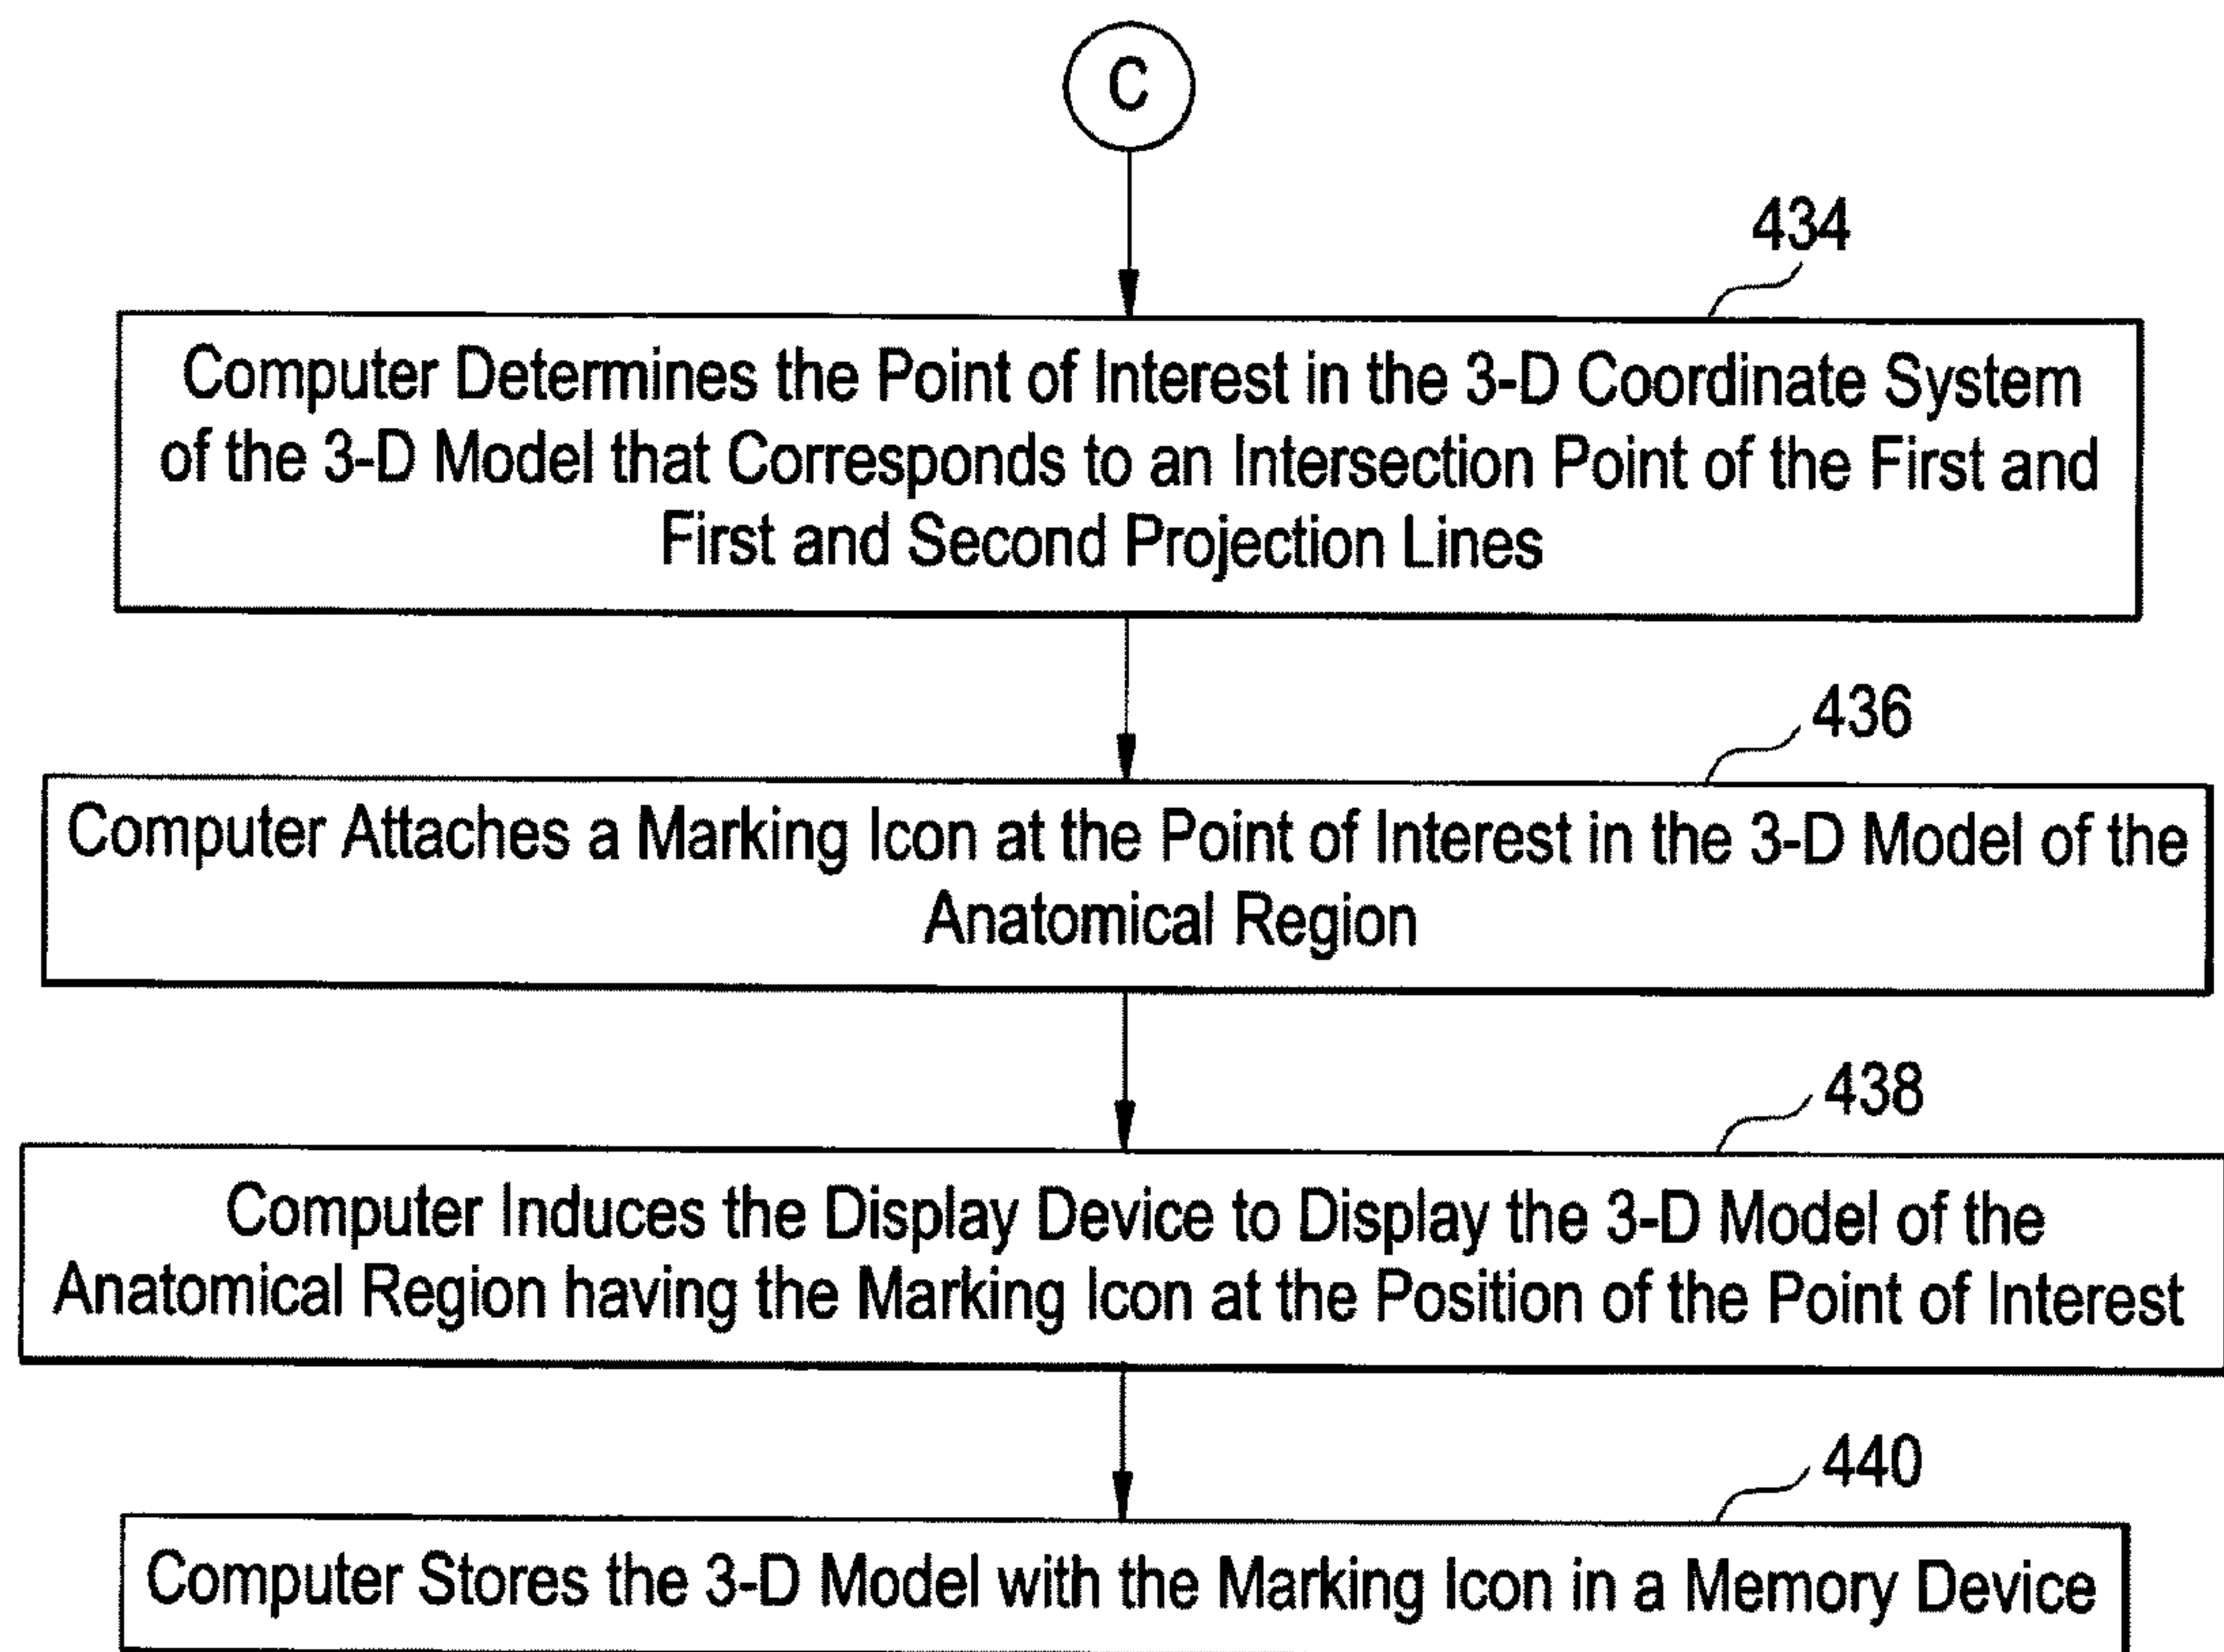 C
434
Computer Determines the Point of Interest in the 3-D Coordinate System
of the 3-D Model that Corresponds to an Intersection Point of the First and
First and Second Projection Lines
436
Computer Attaches a Marking Icon at the Point of Interest in the 3-D Model of the
Anatomical Region
438
Computer Induces the Display Device to Display the 3-D Model of the
Anatomical Region having the Marking Icon at the Position of the Point of Interest
440
Computer Stores the 3-D Model with the Marking Icon in a Memory Device